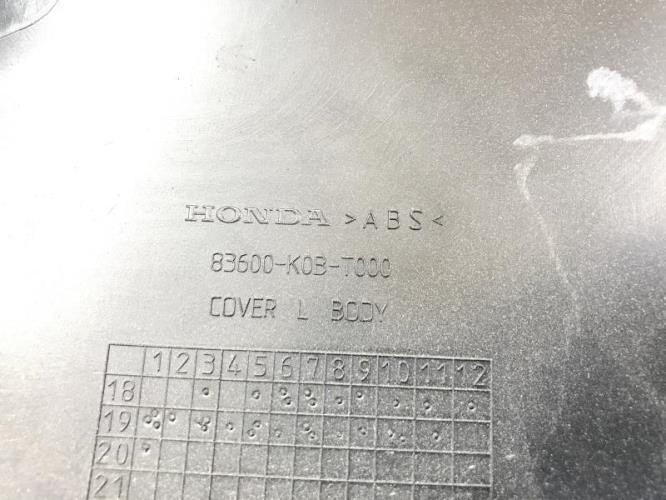 HONDA >ABS<
83600-K0B-T000
COVER L BODY
1 2 3 4 5 6 7 8 9 10 11 12
18
19
20
21